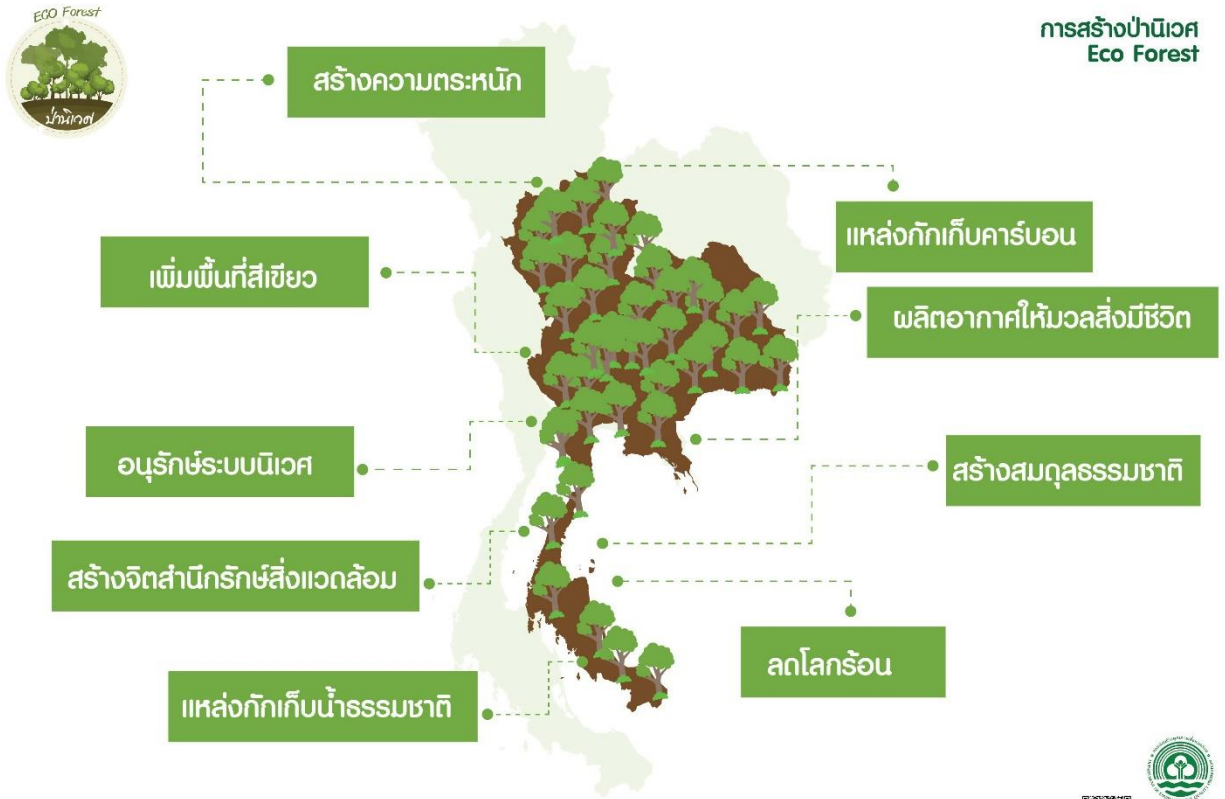 ECO Forest
ป่านิเวศ
การสร้างป่านิเวศ
Eco Forest
สร้างความตระหนัก
แหล่งกักเก็บคาร์บอน
เพิ่มพื้นที่สีเขียว
ผลิตอากาศให้มวลสิ่งมีชีวิต
อนุรักษ์ระบบนิเวศ
สร้างสมดุลธรรมชาติ
สร้างจิตสำนึกรักษ์สิ่งแวดล้อม
ลดโลกร้อน
แหล่งกักเก็บน้ำธรรมชาติ